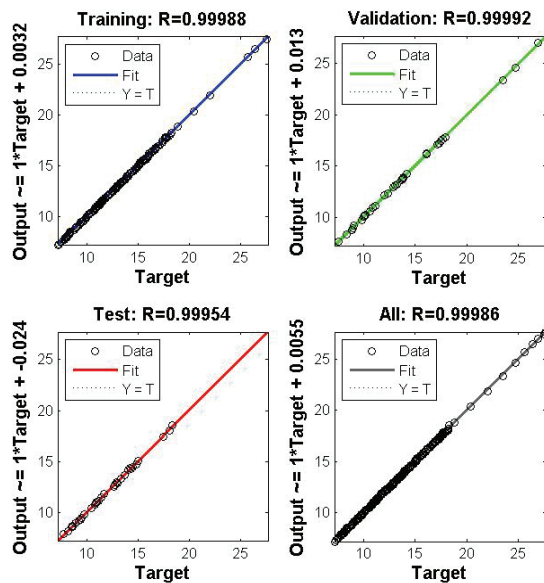 Training: R=0.99988
Output ~= 1*Target + 0.0032
25
20
15
10
Data
Fit
Y = T
10 15 20 25
Target
Validation: R=0.99992
Output ~= 1*Target + 0.013
25
20
15
10
Data
Fit
Y = T
10 15 20 25
Target
Test: R=0.99954
Output ~= 1*Target + -0.024
25
20
15
10
Data
Fit
Y = T
10 15 20 25
Target
All: R=0.99986
Output ~= 1*Target + 0.0055
25
20
15
10
Data
Fit
Y = T
10 15 20 25
Target